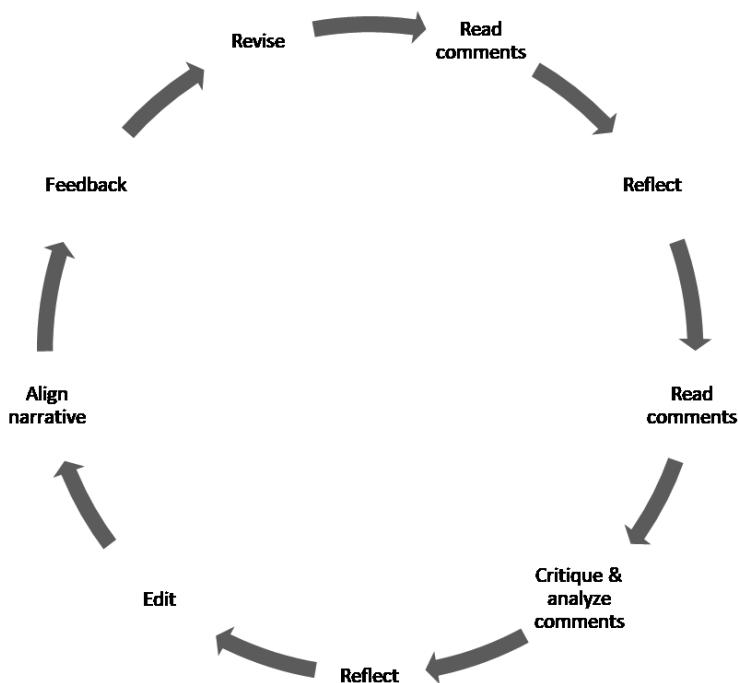 Revise
Read
comments
Reflect
Read
comments
Critique &
analyze
comments
Reflect
Edit
Align
narrative
Feedback